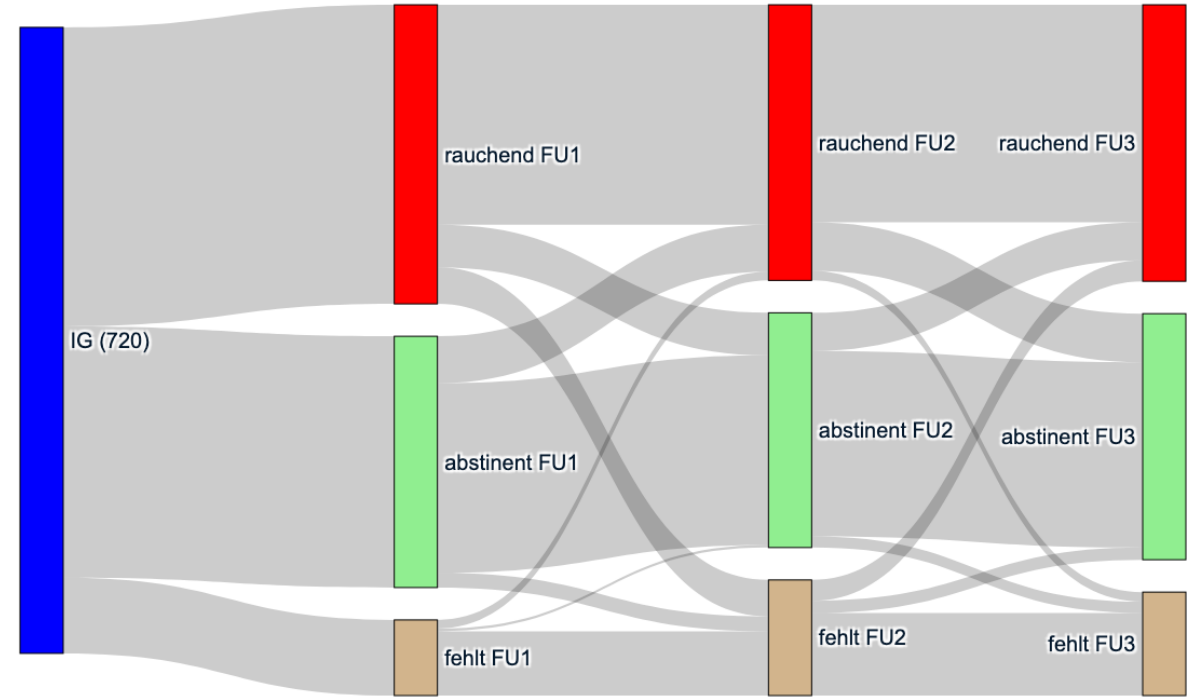 rauchend FU1
rauchend FU2
rauchend FU3
IG (720)
abstinent FU1
abstinent FU2
abstinent FU3
fehlt FU1
fehlt FU2
fehlt FU3